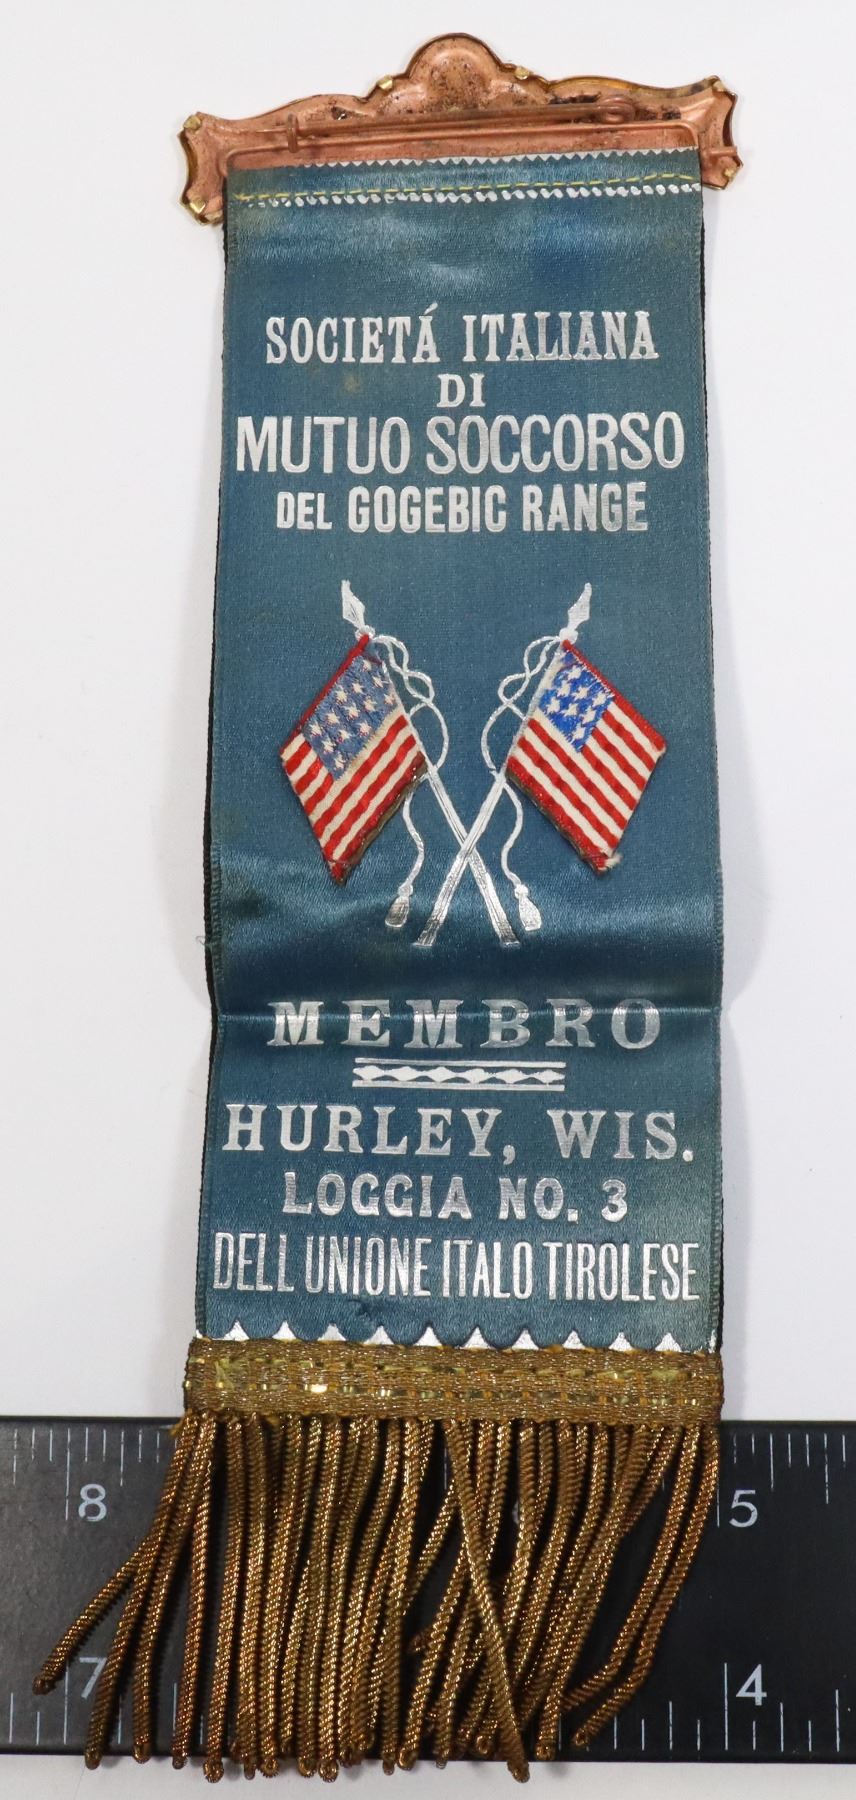 SOCIETÁ ITALIANA
DI
MUTUO SOCCORSO
DEL GOGEBIC RANGE
MEMBRO
HURLEY, WIS.
LOGGIA NO. 3
DELL UNIONE ITALO TIROLESE
8 5
7 4